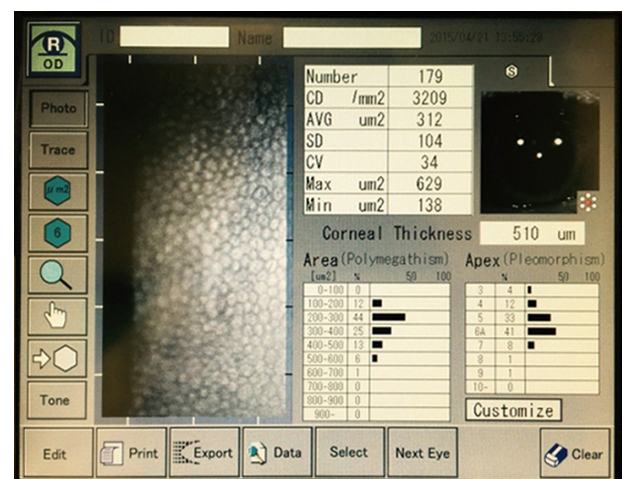 R
OD
ID
Name
2015/04/21 13:55:29
Photo
Trace
µm2
6
Tone
Number 179
CD /mm2 3209
AVG um2 312
SD 104
CV 34
Max um2 629
Min um2 138
S
Corneal Thickness 510 um
Area (Polymegathism)
[um2] % 50 100
0-100 0
100-200 12
200-300 44
300-400 25
400-500 13
500-600 6
600-700 1
700-800 0
800-900 0
900- 0
Apex (Pleomorphism)
% 50 100
3 4
4 12
5 33
6A 41
7 8
8 1
9 1
10- 0
Customize
Edit
Print
Export
Data
Select
Next Eye
Clear